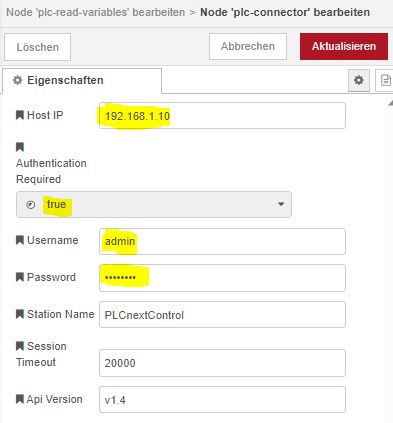 Node 'plc-read-variables' bearbeiten > Node 'plc-connector' bearbeiten
Löschen Abbrechen Aktualisieren
Eigenschaften
Host IP 192.168.1.10
Authentication
Required
true
Username admin
Password ••••••••
Station Name PLCnextControl
Session
Timeout 20000
Api Version v1.4